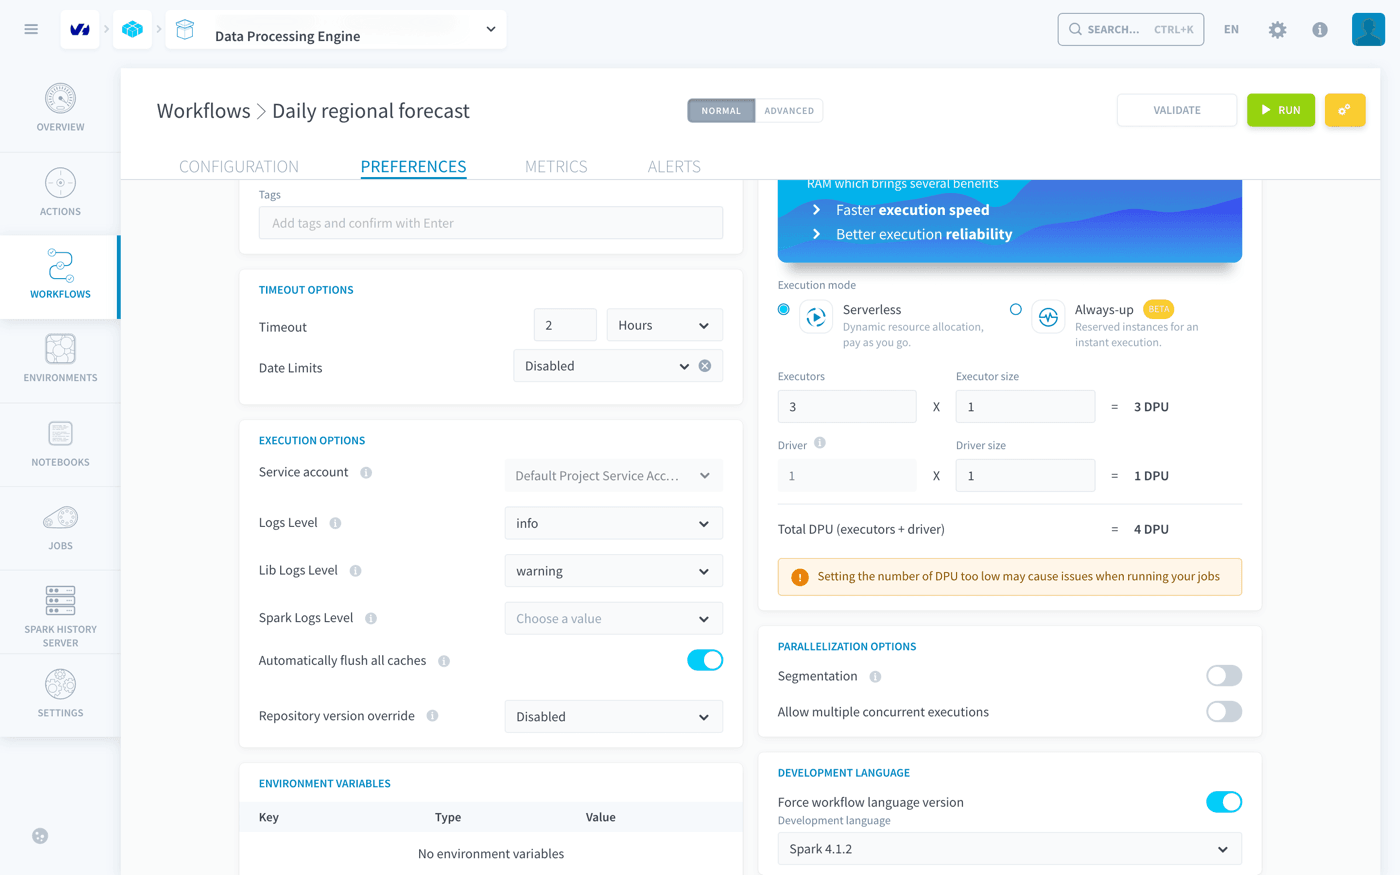 Data Processing Engine
SEARCH... CTRL+K
EN
OVERVIEW
ACTIONS
WORKFLOWS
ENVIRONMENTS
NOTEBOOKS
JOBS
SPARK HISTORY
SERVER
SETTINGS
Workflows > Daily regional forecast
NORMAL ADVANCED
VALIDATE
RUN
CONFIGURATION PREFERENCES METRICS ALERTS
Tags
Add tags and confirm with Enter
TIMEOUT OPTIONS
Timeout 2 Hours
Date Limits Disabled
EXECUTION OPTIONS
Service account Default Project Service Acc...
Logs Level info
Lib Logs Level warning
Spark Logs Level Choose a value
Automatically flush all caches
Repository version override Disabled
ENVIRONMENT VARIABLES
Key Type Value
No environment variables
RAM which brings several benefits
Faster execution speed
Better execution reliability
Execution mode
Serverless
Dynamic resource allocation,
pay as you go.
Always-up BETA
Reserved instances for an
instant execution.
Executors Executor size
3 X 1 = 3 DPU
Driver Driver size
1 X 1 = 1 DPU
Total DPU (executors + driver) = 4 DPU
Setting the number of DPU too low may cause issues when running your jobs
PARALLELIZATION OPTIONS
Segmentation
Allow multiple concurrent executions
DEVELOPMENT LANGUAGE
Force workflow language version
Development language
Spark 4.1.2